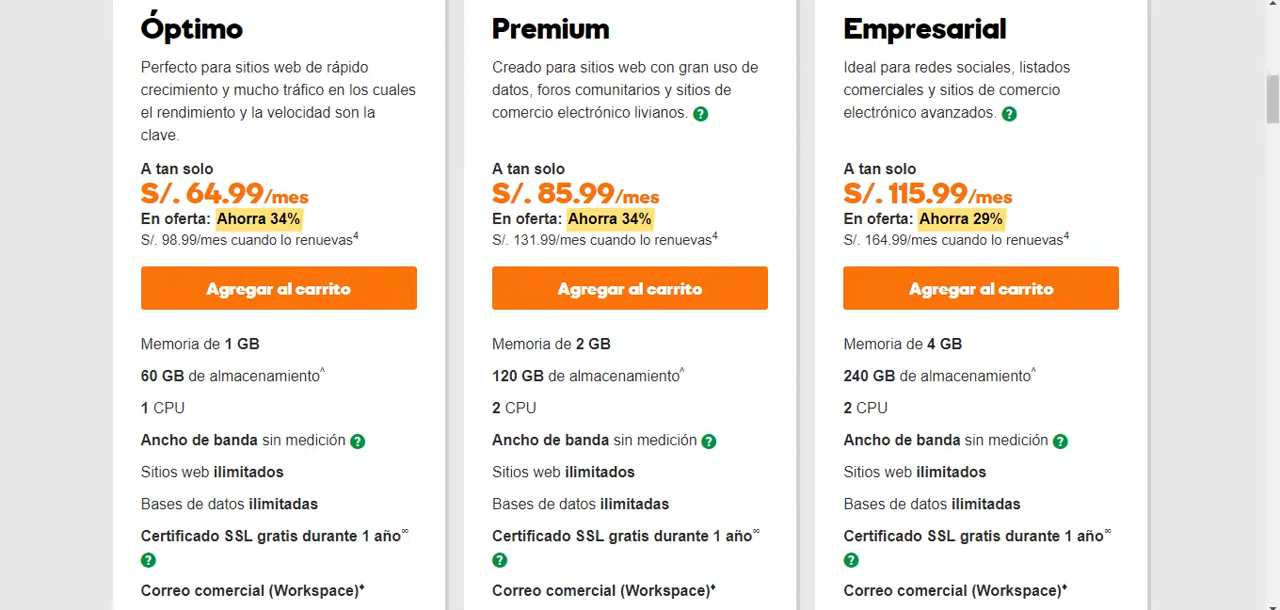 Óptimo
Perfecto para sitios web de rápido
crecimiento y mucho tráfico en los cuales
el rendimiento y la velocidad son la
clave.
A tan solo
S/. 64.99/mes
En oferta: Ahorra 34%
S/. 98.99/mes cuando lo renuevas4
Agregar al carrito
Memoria de 1 GB
60 GB de almacenamiento^
1 CPU
Ancho de banda sin medición ?
Sitios web ilimitados
Bases de datos ilimitadas
Certificado SSL gratis durante 1 año∞
?
Correo comercial (Workspace)♦
Premium
Creado para sitios web con gran uso de
datos, foros comunitarios y sitios de
comercio electrónico livianos. ?
A tan solo
S/. 85.99/mes
En oferta: Ahorra 34%
S/. 131.99/mes cuando lo renuevas4
Agregar al carrito
Memoria de 2 GB
120 GB de almacenamiento^
2 CPU
Ancho de banda sin medición ?
Sitios web ilimitados
Bases de datos ilimitadas
Certificado SSL gratis durante 1 año∞
?
Correo comercial (Workspace)♦
Empresarial
Ideal para redes sociales, listados
comerciales y sitios de comercio
electrónico avanzados. ?
A tan solo
S/. 115.99/mes
En oferta: Ahorra 29%
S/. 164.99/mes cuando lo renuevas4
Agregar al carrito
Memoria de 4 GB
240 GB de almacenamiento^
2 CPU
Ancho de banda sin medición ?
Sitios web ilimitados
Bases de datos ilimitadas
Certificado SSL gratis durante 1 año∞
?
Correo comercial (Workspace)♦